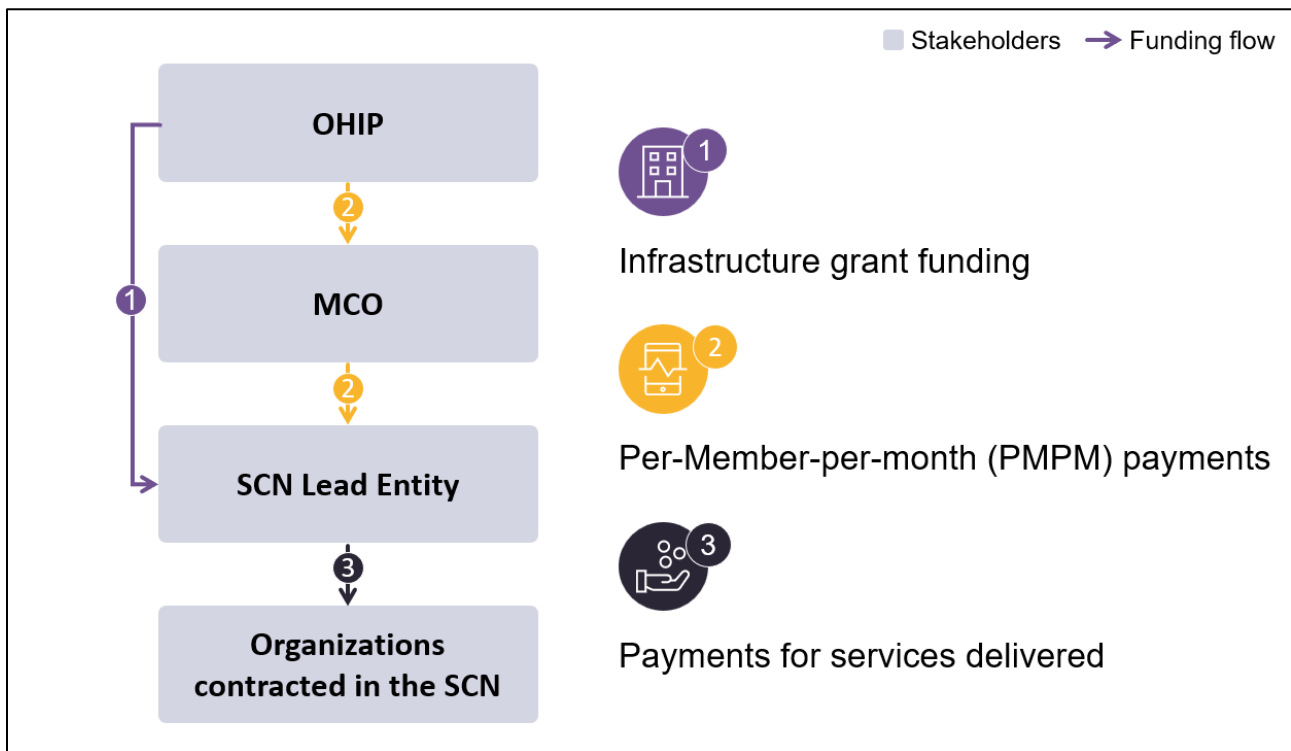 Stakeholders
Funding flow
OHIP
2
MCO
1
2
SCN Lead Entity
3
Organizations
contracted in the SCN
1
Infrastructure grant funding
2
Per-Member-per-month (PMPM) payments
3
Payments for services delivered